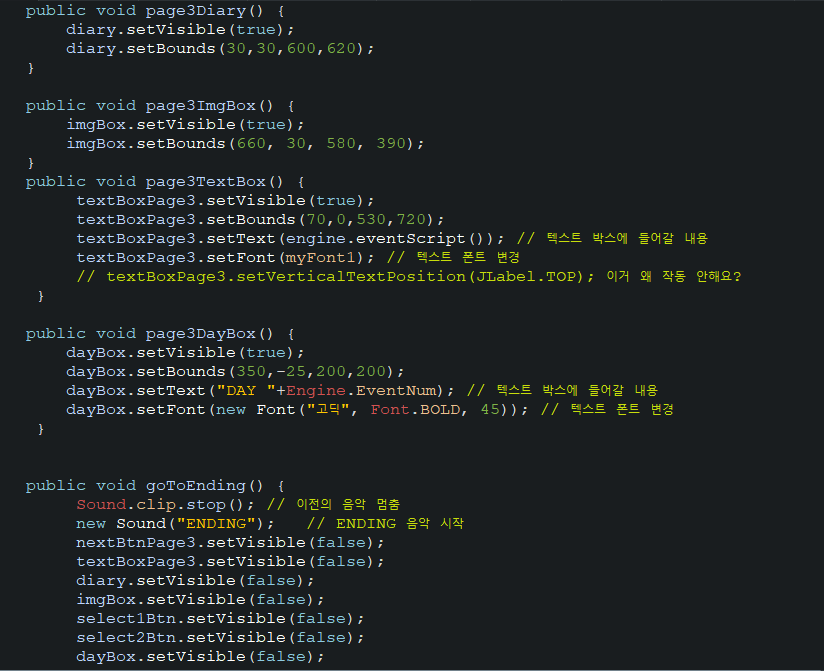 public void page3Diary() {
diary.setVisible(true);
diary.setBounds(30,30,600,620);
}
public void page3ImgBox() {
imgBox.setVisible(true);
imgBox.setBounds(660, 30, 580, 390);
}
public void page3TextBox() {
textBoxPage3.setVisible(true);
textBoxPage3.setBounds(70,0,530,720);
textBoxPage3.setText(engine.eventScript()); // 텍스트 박스에 들어갈 내용
textBoxPage3.setFont(myFont1); // 텍스트 폰트 변경
// textBoxPage3.setVerticalTextPosition(JLabel.TOP); 이거 왜 작동 안해요?
}
public void page3DayBox() {
dayBox.setVisible(true);
dayBox.setBounds(350,-25,200,200);
dayBox.setText("DAY "+Engine.EventNum); // 텍스트 박스에 들어갈 내용
dayBox.setFont(new Font("고딕", Font.BOLD, 45)); // 텍스트 폰트 변경
}
public void goToEnding() {
Sound.clip.stop(); // 이전의 음악 멈춤
new Sound("ENDING"); // ENDING 음악 시작
nextBtnPage3.setVisible(false);
textBoxPage3.setVisible(false);
diary.setVisible(false);
imgBox.setVisible(false);
select1Btn.setVisible(false);
select2Btn.setVisible(false);
dayBox.setVisible(false);